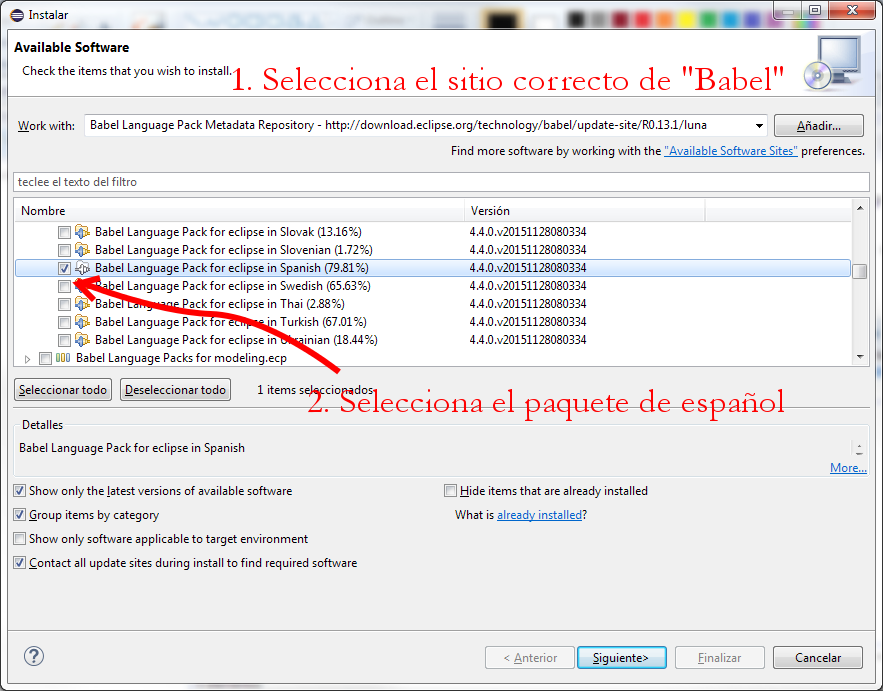 Instalar
Available Software
Check the items that you wish to install.
1. Selecciona el sitio correcto de "Babel"
Work with: Babel Language Pack Metadata Repository - http://download.eclipse.org/technology/babel/update-site/R0.13.1/luna Añadir...
Find more software by working with the "Available Software Sites" preferences.
teclee el texto del filtro
Nombre Versión
Babel Language Pack for eclipse in Slovak (13.16%) 4.4.0.v20151128080334
Babel Language Pack for eclipse in Slovenian (1.72%) 4.4.0.v20151128080334
Babel Language Pack for eclipse in Spanish (79.81%) 4.4.0.v20151128080334
Babel Language Pack for eclipse in Swedish (65.63%) 4.4.0.v20151128080334
Babel Language Pack for eclipse in Thai (2.88%) 4.4.0.v20151128080334
Babel Language Pack for eclipse in Turkish (67.01%) 4.4.0.v20151128080334
Babel Language Pack for eclipse in Ukrainian (18.44%) 4.4.0.v20151128080334
Babel Language Packs for modeling.ecp
Seleccionar todo Deseleccionar todo 1 items seleccionados
2. Selecciona el paquete de español
Detalles
Babel Language Pack for eclipse in Spanish
More...
Show only the latest versions of available software Hide items that are already installed
Group items by category What is already installed?
Show only software applicable to target environment
Contact all update sites during install to find required software
< Anterior Siguiente> Finalizar Cancelar